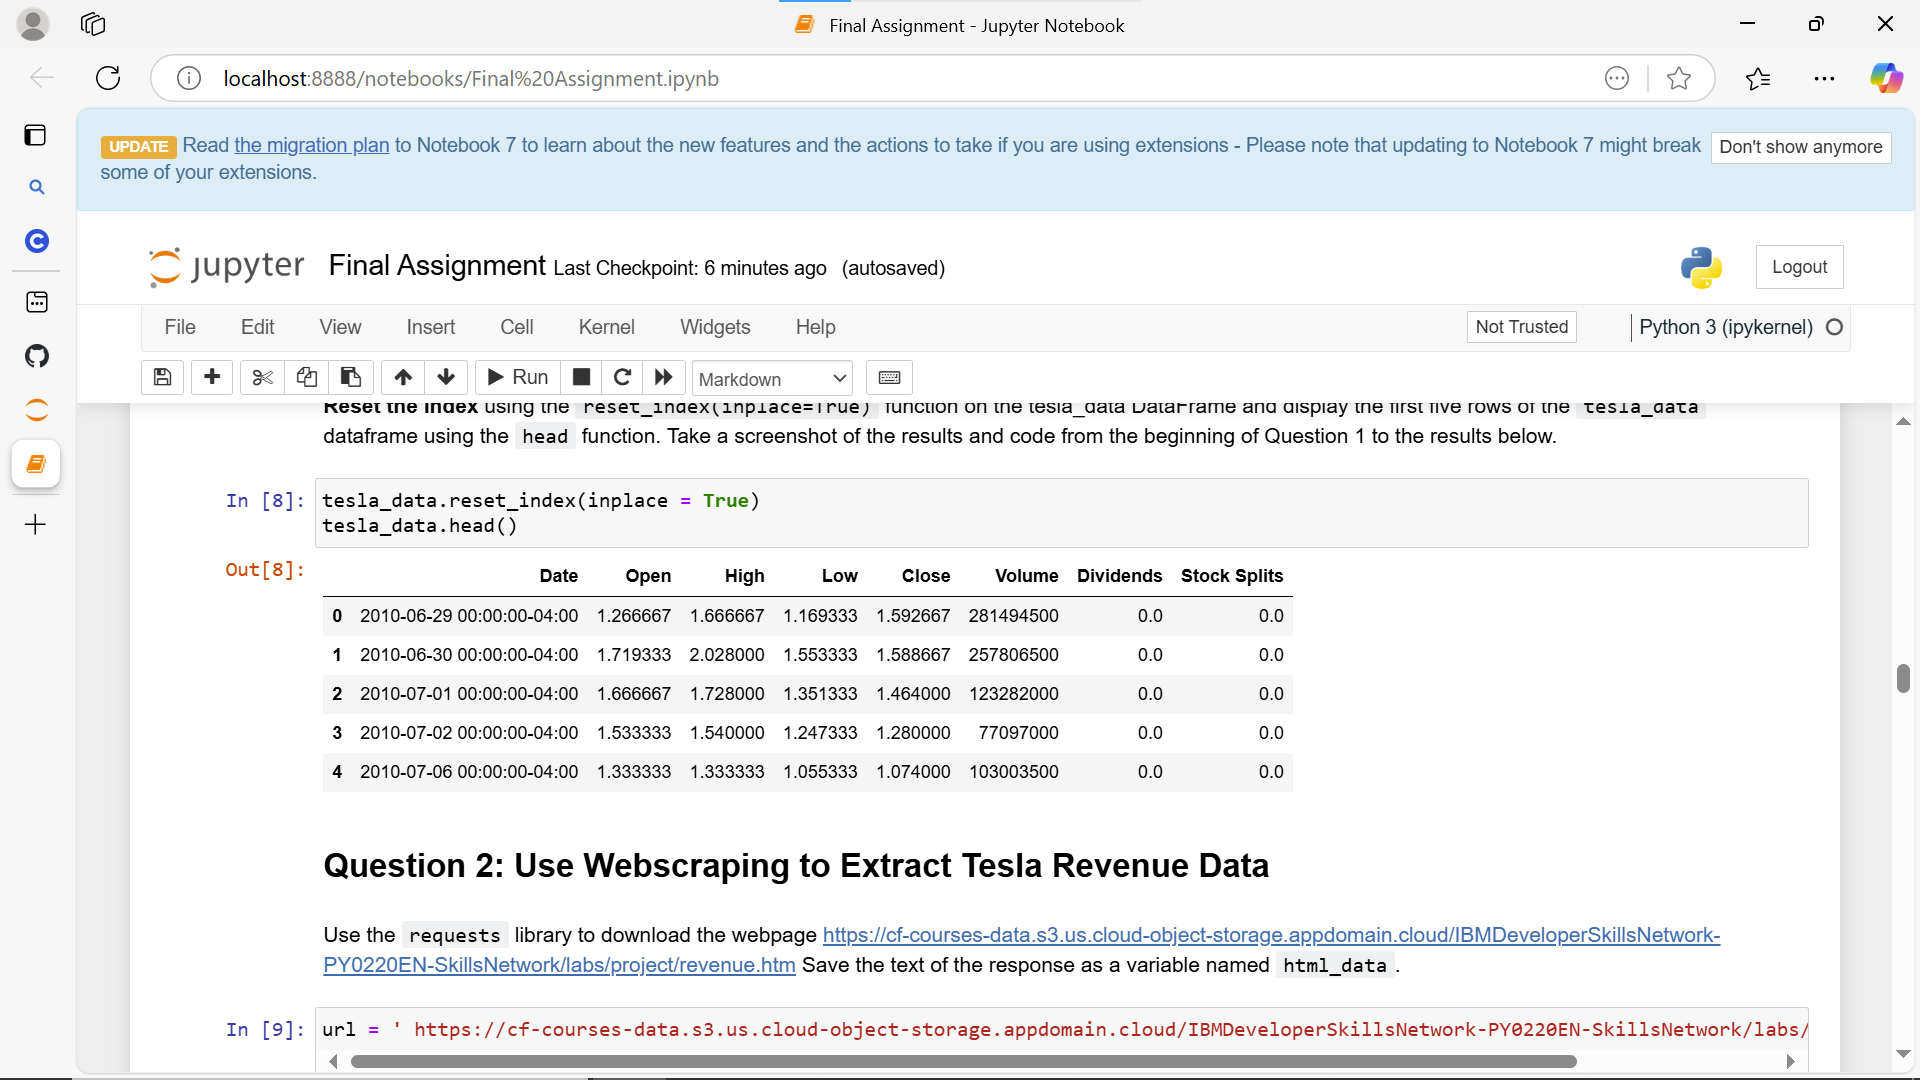 Final Assignment - Jupyter Notebook
localhost:8888/notebooks/Final%20Assignment.ipynb
UPDATE Read the migration plan to Notebook 7 to learn about the new features and the actions to take if you are using extensions - Please note that updating to Notebook 7 might break
some of your extensions.
Don't show anymore
jupyter Final Assignment Last Checkpoint: 6 minutes ago (autosaved)
Logout
File Edit View Insert Cell Kernel Widgets Help
Not Trusted
Python 3 (ipykernel)
Run
Markdown
Reset the index using the reset_index(inplace=True) function on the tesla_data DataFrame and display the first five rows of the tesla_data
dataframe using the head function. Take a screenshot of the results and code from the beginning of Question 1 to the results below.
In [8]: tesla_data.reset_index(inplace = True)
tesla_data.head()
Out[8]:
Date Open High Low Close Volume Dividends Stock Splits
0 2010-06-29 00:00:00-04:00 1.266667 1.666667 1.169333 1.592667 281494500 0.0 0.0
1 2010-06-30 00:00:00-04:00 1.719333 2.028000 1.553333 1.588667 257806500 0.0 0.0
2 2010-07-01 00:00:00-04:00 1.666667 1.728000 1.351333 1.464000 123282000 0.0 0.0
3 2010-07-02 00:00:00-04:00 1.533333 1.540000 1.247333 1.280000 77097000 0.0 0.0
4 2010-07-06 00:00:00-04:00 1.333333 1.333333 1.055333 1.074000 103003500 0.0 0.0
Question 2: Use Webscraping to Extract Tesla Revenue Data
Use the requests library to download the webpage https://cf-courses-data.s3.us.cloud-object-storage.appdomain.cloud/IBMDeveloperSkillsNetwork-
PY0220EN-SkillsNetwork/labs/project/revenue.htm Save the text of the response as a variable named html_data .
In [9]: url = ' https://cf-courses-data.s3.us.cloud-object-storage.appdomain.cloud/IBMDeveloperSkillsNetwork-PY0220EN-SkillsNetwork/labs/